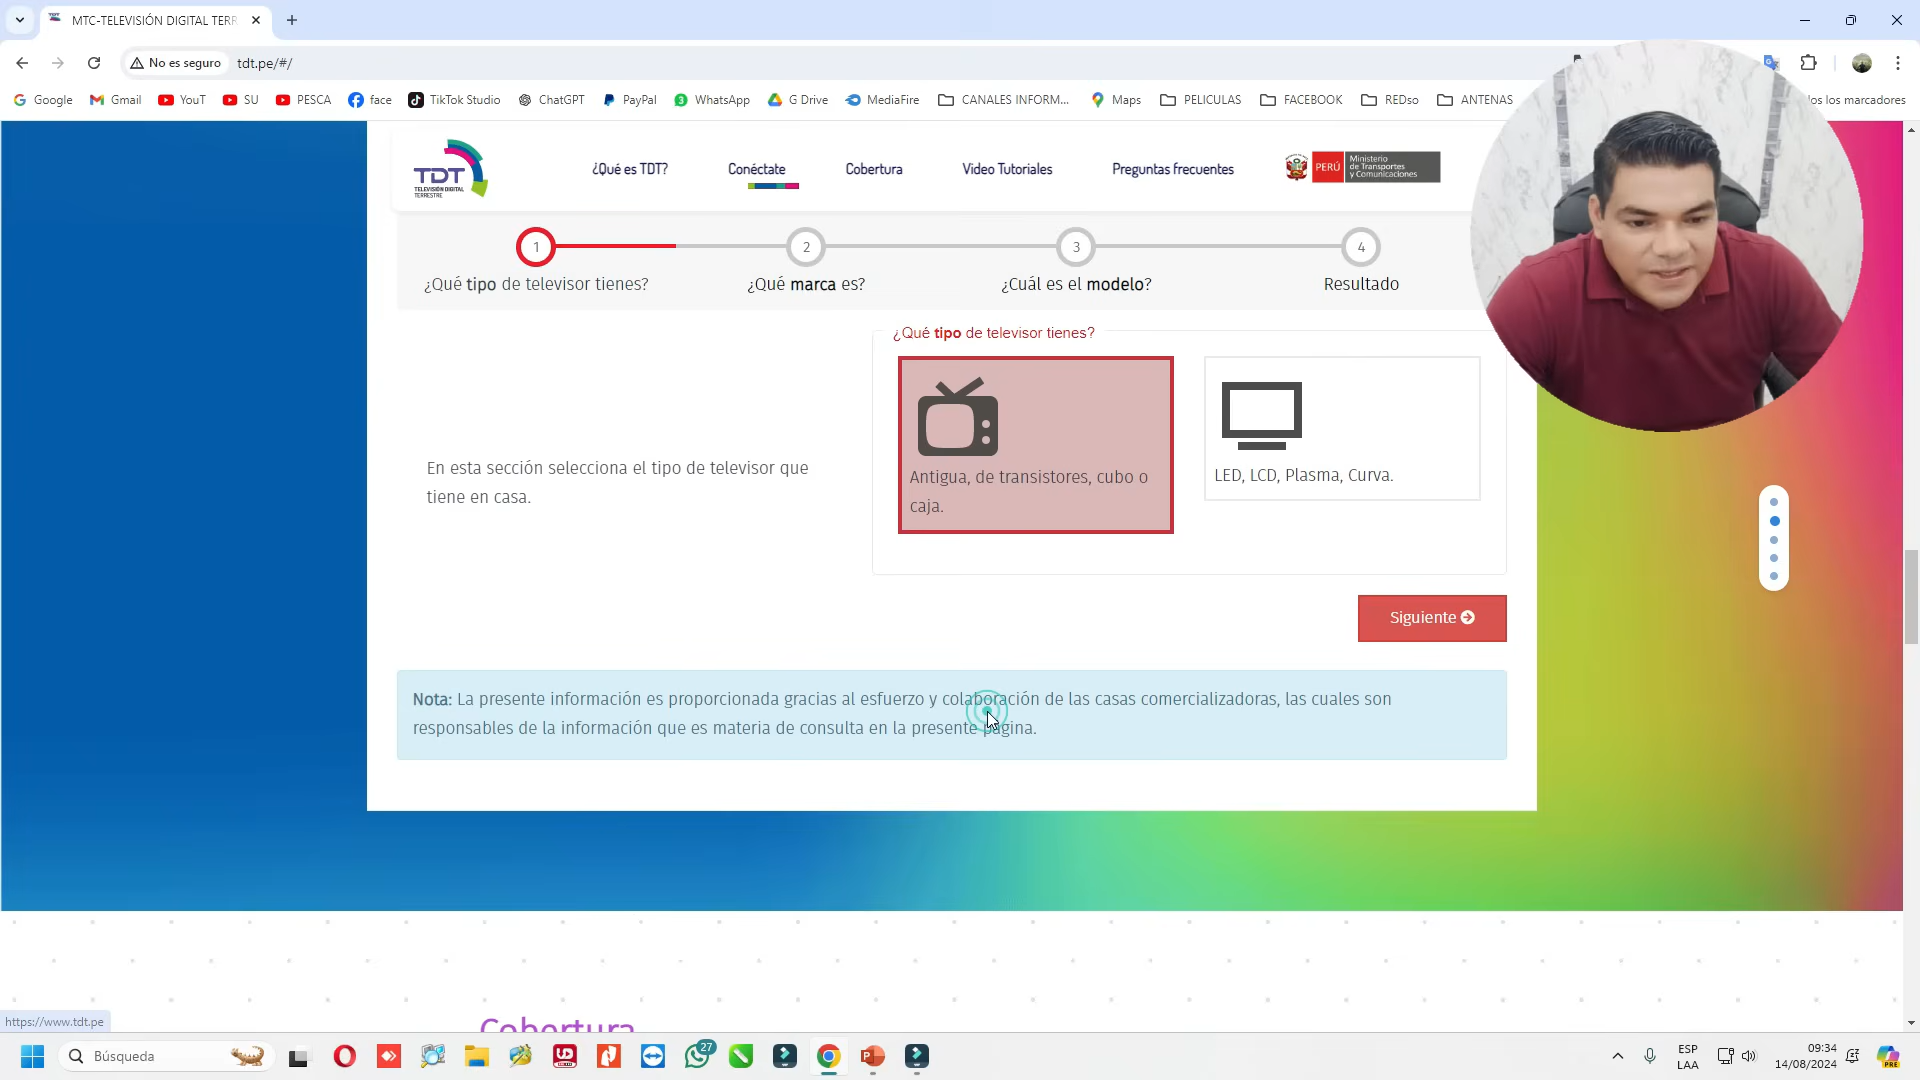 MTC-TELEVISIÓN DIGITAL TERR
No es seguro
tdt.pe/#/
Google
Gmail
YouT
SU
PESCA
face
TikTok Studio
ChatGPT
PayPal
3
WhatsApp
G Drive
MediaFire
CANALES INFORM...
Maps
PELICULAS
FACEBOOK
REDso
ANTENAS
los los marcadores
TDT
TELEVISIÓN DIGITAL
TERRESTRE
¿Qué es TDT?
Conéctate
Cobertura
Video Tutoriales
Preguntas frecuentes
PERÚ
Ministerio
de Transportes
y Comunicaciones
1
2
3
4
¿Qué tipo de televisor tienes?
¿Qué marca es?
¿Cuál es el modelo?
Resultado
¿Qué tipo de televisor tienes?
En esta sección selecciona el tipo de televisor que
tiene en casa.
Antigua, de transistores, cubo o
caja.
LED, LCD, Plasma, Curva.
Siguiente
Nota: La presente información es proporcionada gracias al esfuerzo y colaboración de las casas comercializadoras, las cuales son
responsables de la información que es materia de consulta en la presente página.
Cobertura
https://www.tdt.pe
Búsqueda
UD
27
ESP
LAA
09:34
14/08/2024
PRE